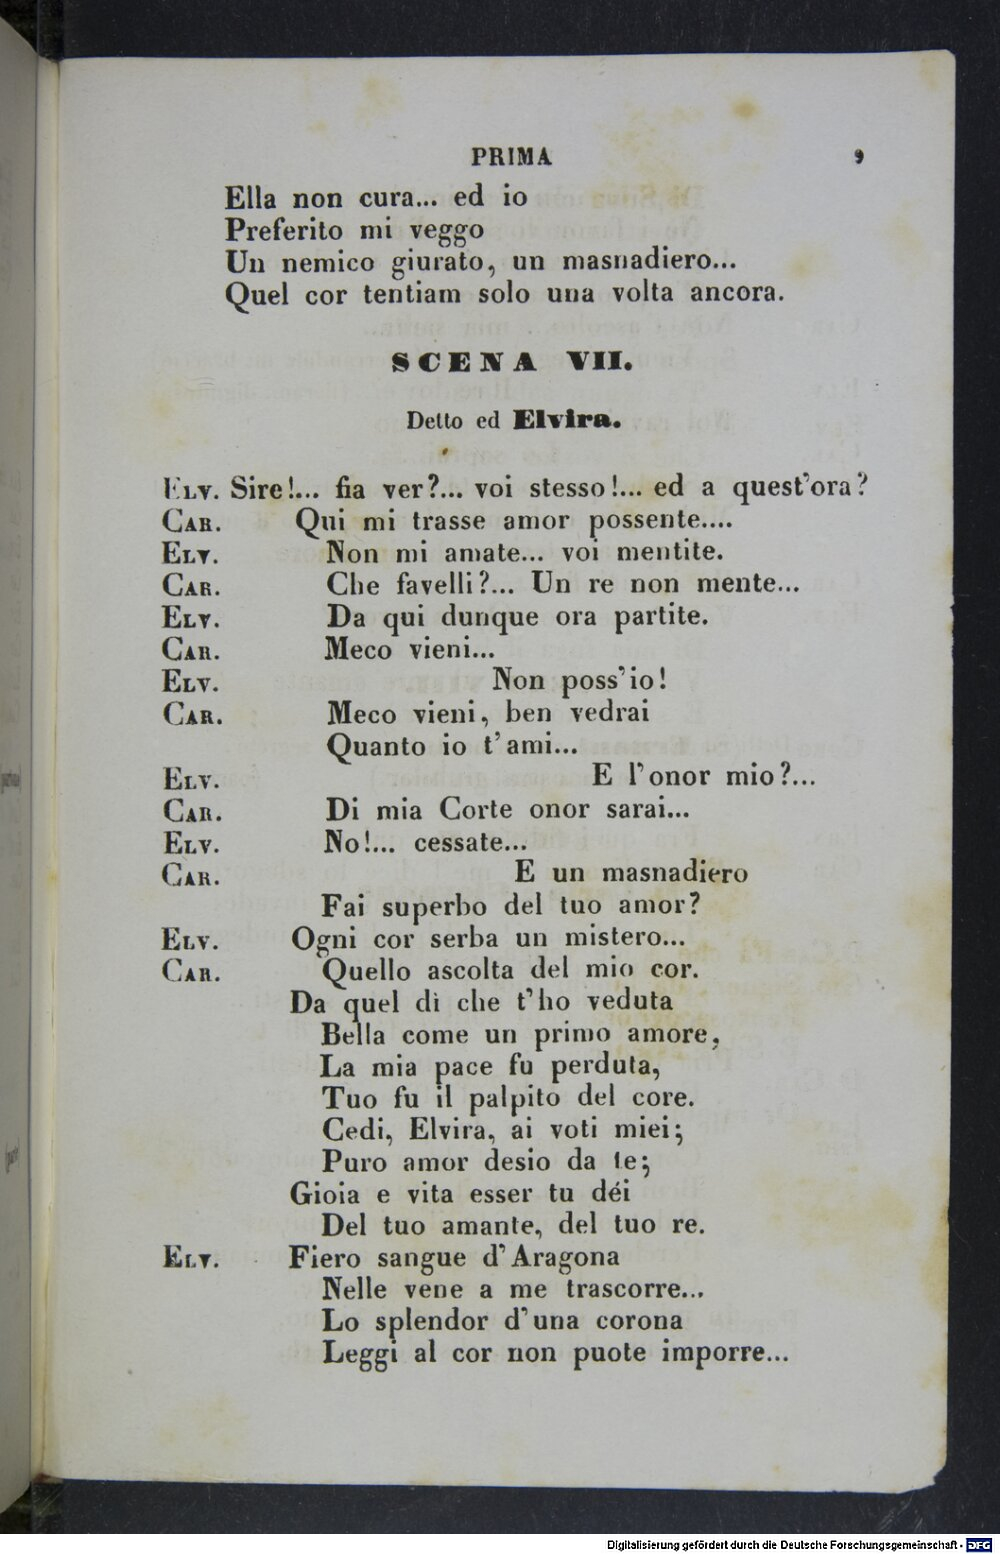 PRIMA 9
Ella non cura... ed io
Preferito mi veggo
Un nemico giurato, un masnadiero...
Quel cor tentiam solo una volta ancora.
SCENA VII.
Detto ed Elvira.
ELV. Sire!... fia ver?... voi stesso!... ed a quest'ora?
CAR. Qui mi trasse amor possente....
ELV. Non mi amate... voi mentite.
CAR. Che favelli?... Un re non mente...
ELV. Da qui dunque ora partite.
CAR. Meco vieni...
ELV. Non poss'io!
CAR. Meco vieni, ben vedrai
Quanto io t'ami...
ELV. E l'onor mio?...
CAR. Di mia Corte onor sarai...
ELV. No!... cessate...
CAR. E un masnadiero
Fai superbo del tuo amor?
ELV. Ogni cor serba un mistero...
CAR. Quello ascolta del mio cor.
Da quel dì che t'ho veduta
Bella come un primo amore,
La mia pace fu perduta,
Tuo fu il palpito del core.
Cedi, Elvira, ai voti miei;
Puro amor desio da te;
Gioia e vita esser tu déi
Del tuo amante, del tuo re.
ELV. Fiero sangue d'Aragona
Nelle vene a me trascorre...
Lo splendor d'una corona
Leggi al cor non puote imporre...
(parte)
Digitalisierung gefördert durch die Deutsche Forschungsgemeinschaft - DFG